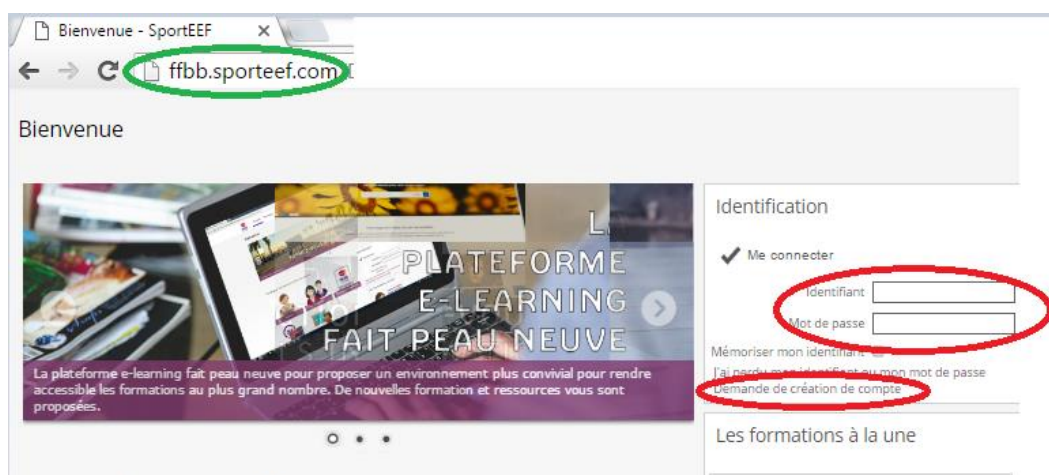 Bienvenue - SportEEF
ffbb.sporteef.com
Bienvenue
LA
PLATEFORME
E-LEARNING
FAIT PEAU NEUVE
La plateforme e-learning fait peau neuve pour proposer un environnement plus convivial pour rendre
accessible les formations au plus grand nombre. De nouvelles formation et ressources vous sont
proposées.
Identification
Me connecter
Identifiant
Mot de passe
Mémoriser mon identifiant
J'ai perdu mon identifiant ou mon mot de passe
Demande de création de compte
Les formations à la une